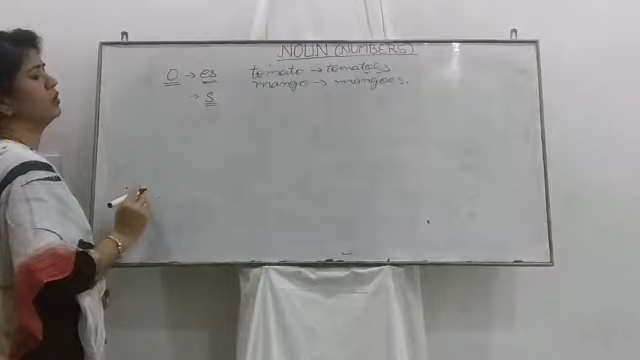 NOUN (NUMBERS)
O → es tomato → tomatoes
mango → mangoes.
→ s